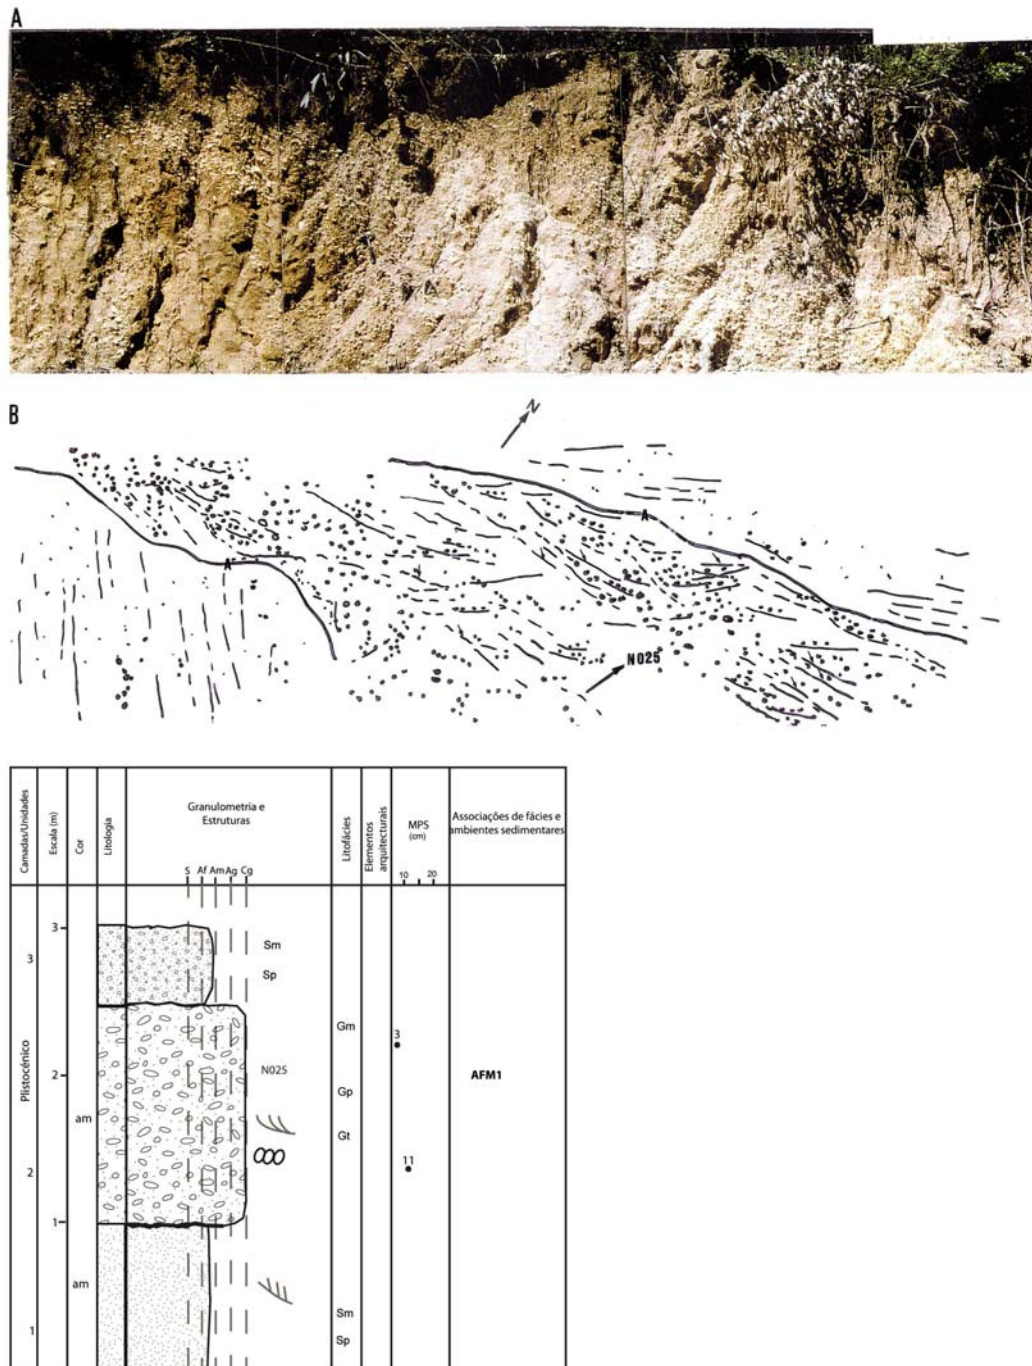 A
B
N
A
A'
N025
Camadas/Unidades
Escala (m)
Cor
Litologia
Granulometria e
Estruturas
S Af Am Ag Cg
Litofácies
Elementos
arquitecturais
MPS
(cm)
10 20
Associações de fácies e
ambientes sedimentares
Plistocénico
3
3
Sm
Sp
Gm
3
2
N025
Gp
AFM1
am
Gt
11
2
1
am
Sm
1
Sp